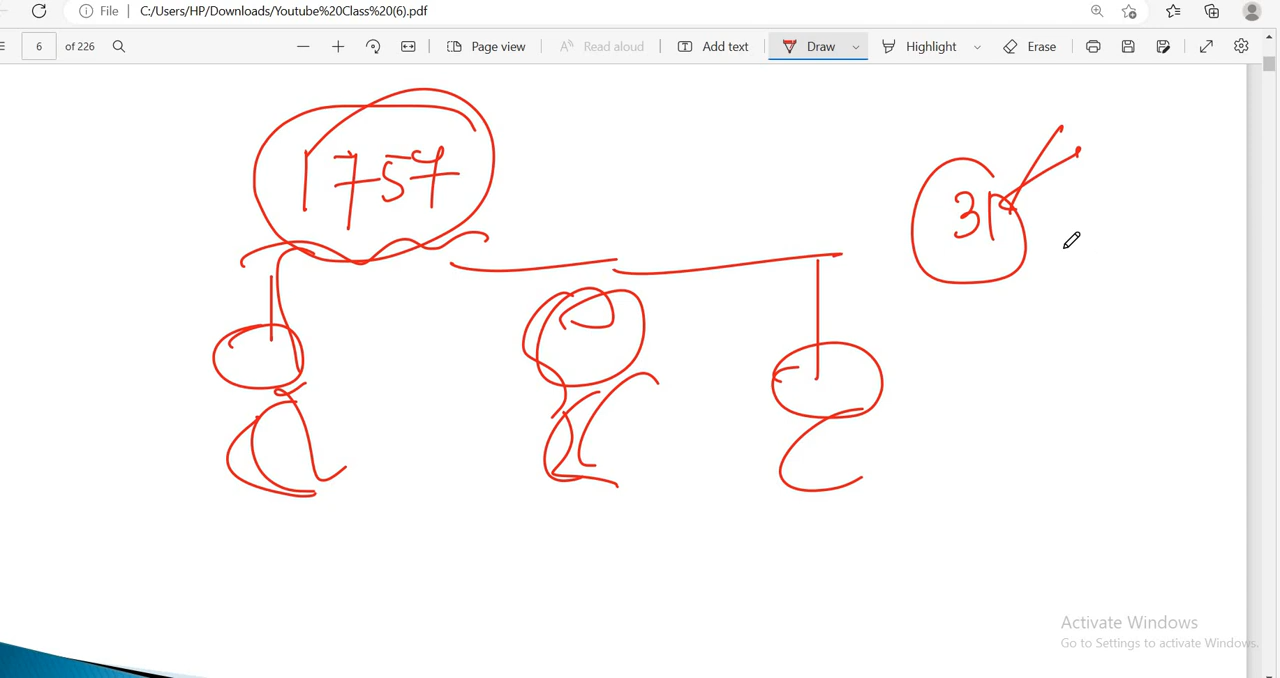 File C:/Users/HP/Downloads/Youtube%20Class%20(6).pdf
6 of 226 Page view Read aloud Add text Draw Highlight Erase
1757
31
Activate Windows
Go to Settings to activate Windows.